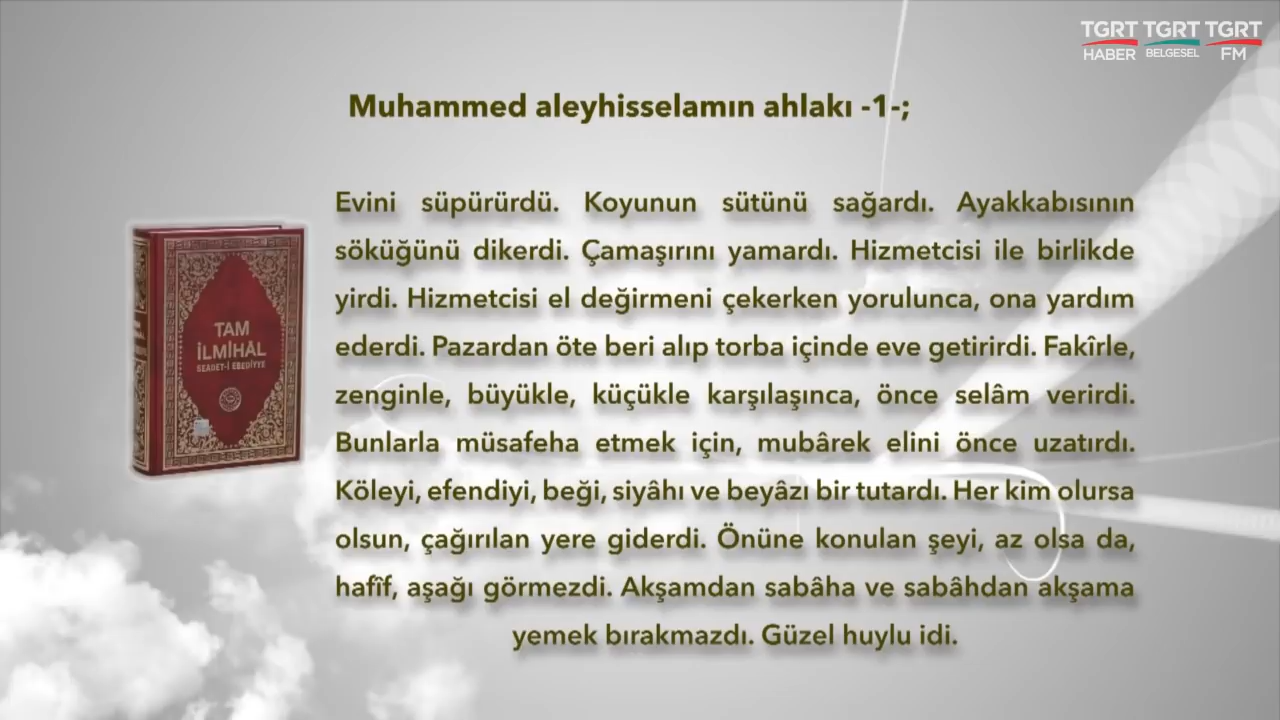 TGRT TGRT TGRT
HABER BELGESEL FM
Muhammed aleyhisselamın ahlakı -1-;
Evini süpürürdü. Koyunun sütünü sağardı. Ayakkabısının
söküğünü dikerdi. Çamaşırını yamardı. Hizmetcisi ile birlikde
yirdi. Hizmetcisi el değirmeni çekerken yorulunca, ona yardım
ederdi. Pazardan öte beri alıp torba içinde eve getirirdi. Fakîrle,
zenginle, büyükle, küçükle karşılaşınca, önce selâm verirdi.
Bunlarla müsafeha etmek için, mubârek elini önce uzatırdı.
Köleyi, efendiyi, beği, siyâhı ve beyâzı bir tutardı. Her kim olursa
olsun, çağırılan yere giderdi. Önüne konulan şeyi, az olsa da,
hafîf, aşağı görmezdi. Akşamdan sabâha ve sabâhdan akşama
yemek bırakmazdı. Güzel huylu idi.
TAM
İLMİHÂL
SEADET-İ EBEDİYYE